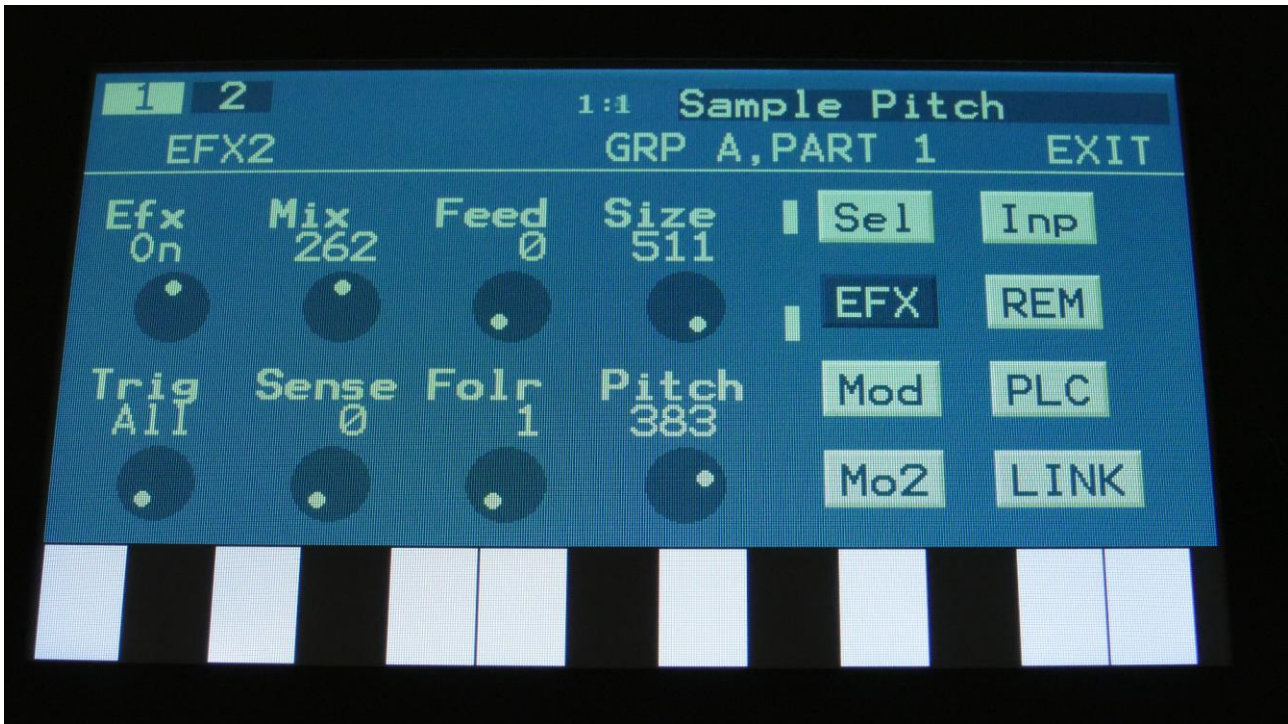 1 2 1:1 Sample Pitch
EFX2 GRP A,PART 1 EXIT
Efx Mix Feed Size Sel Inp
On 262 0 511
EFX REM
Trig Sense Folr Pitch Mod PLC
All 0 1 383
Mo2 LINK